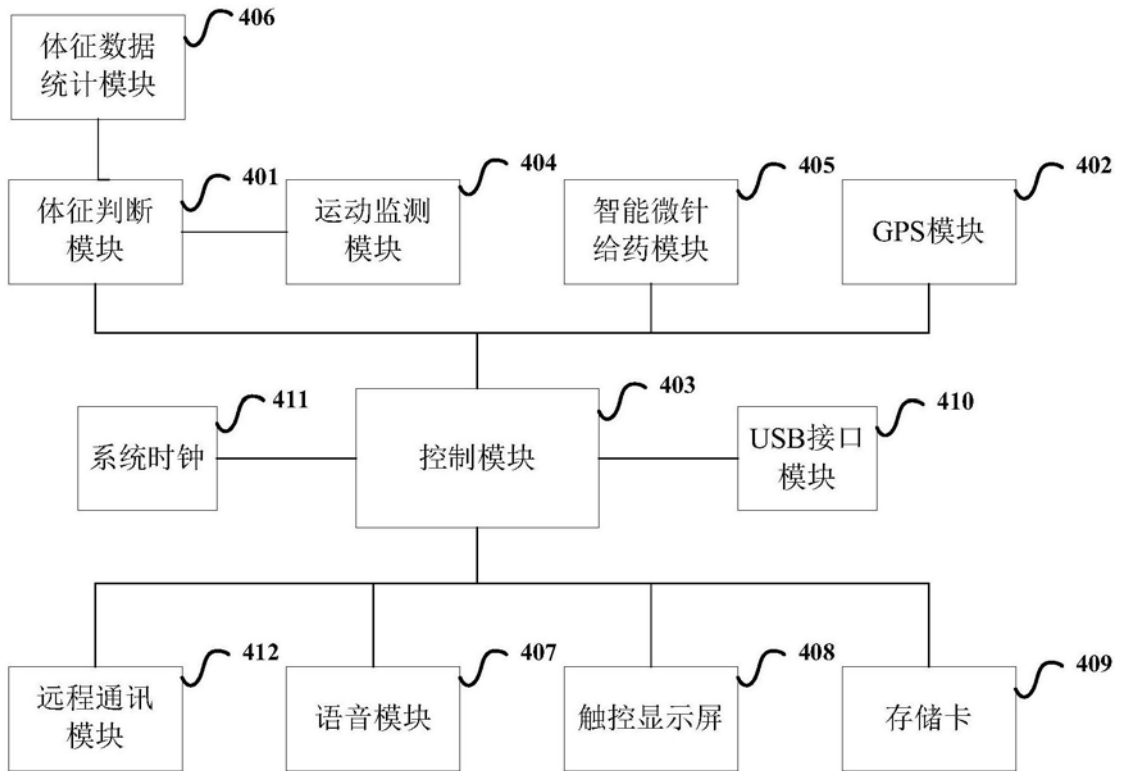 406
体征数据
统计模块
401
体征判断
模块
404
运动监测
模块
405
智能微针
给药模块
402
GPS模块
411
系统时钟
403
控制模块
410
USB接口
模块
412
远程通讯
模块
407
语音模块
408
触控显示屏
409
存储卡